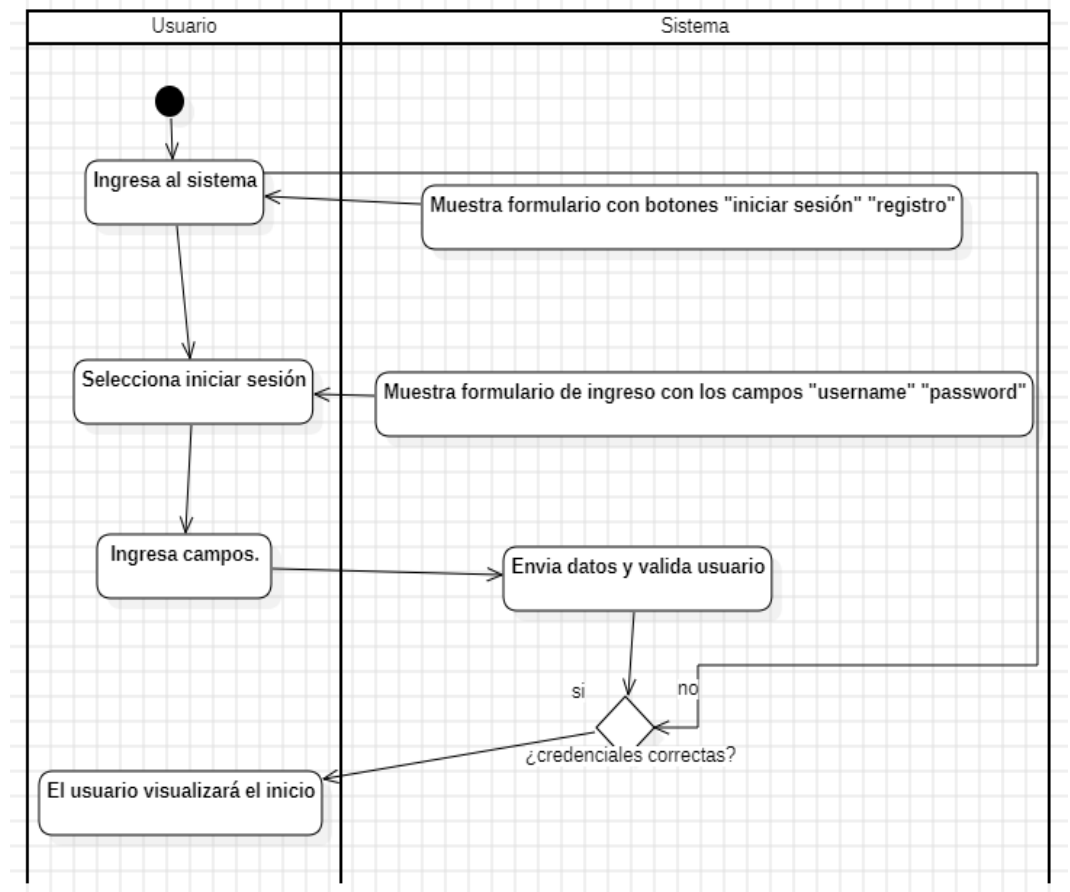 Usuario
Sistema
Ingresa al sistema
Muestra formulario con botones "iniciar sesión" "registro"
Selecciona iniciar sesión
Muestra formulario de ingreso con los campos "username" "password"
Ingresa campos.
Envia datos y valida usuario
si
no
¿credenciales correctas?
El usuario visualizará el inicio